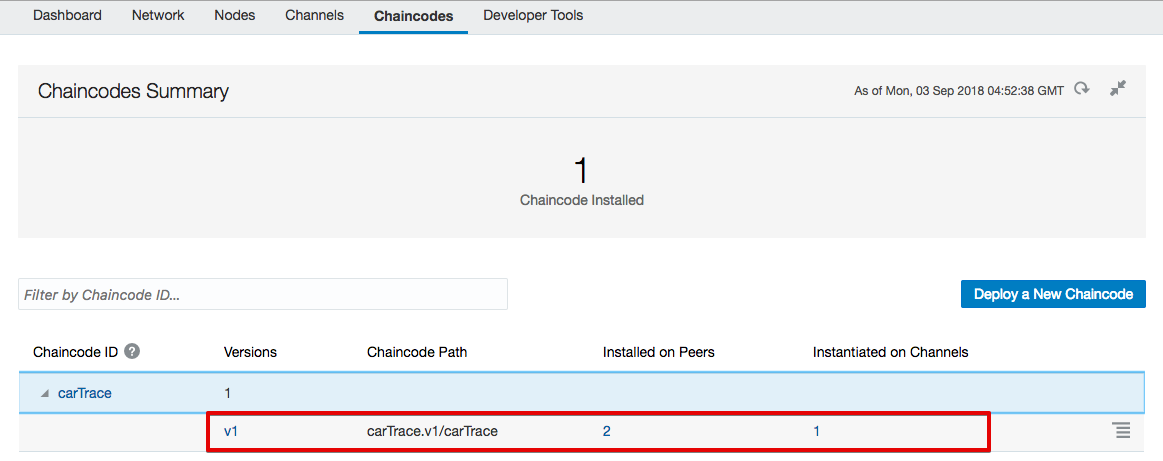 Dashboard Network Nodes Channels Chaincodes Developer Tools
Chaincodes Summary As of Mon, 03 Sep 2018 04:52:38 GMT
1
Chaincode Installed
Filter by Chaincode ID... Deploy a New Chaincode
Chaincode ID ? Versions Chaincode Path Installed on Peers Instantiated on Channels
carTrace 1
v1 carTrace.v1/carTrace 2 1